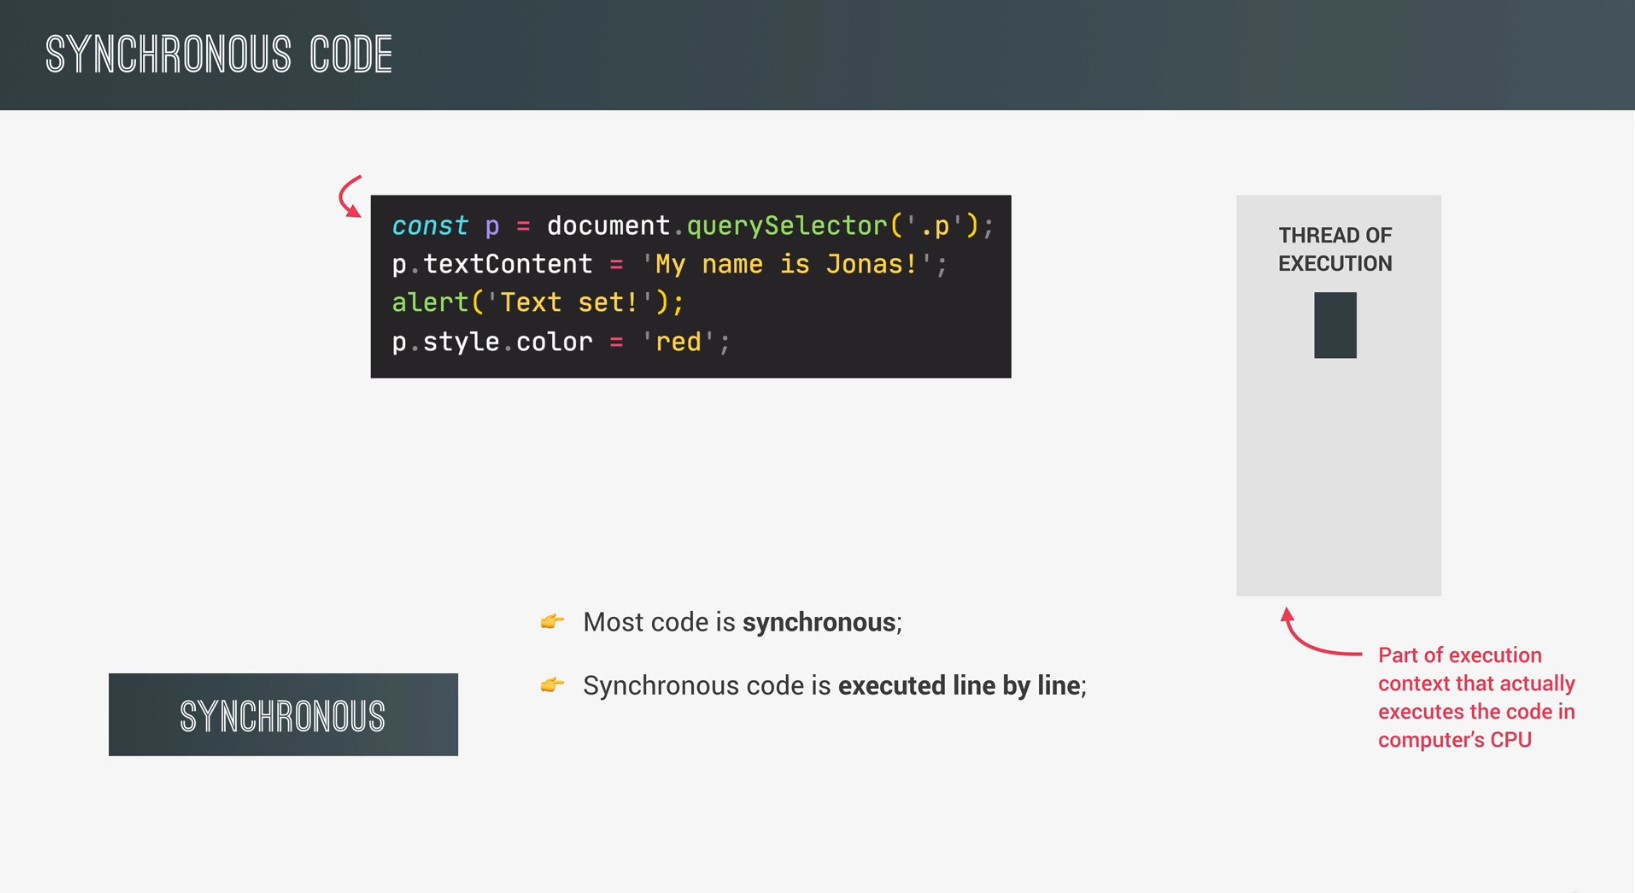 SYNCHRONOUS CODE
const p = document.querySelector('.p');
p.textContent = 'My name is Jonas!';
alert('Text set!');
p.style.color = 'red';
THREAD OF
EXECUTION
👉 Most code is synchronous;
👉 Synchronous code is executed line by line;
SYNCHRONOUS
Part of execution
context that actually
executes the code in
computer’s CPU